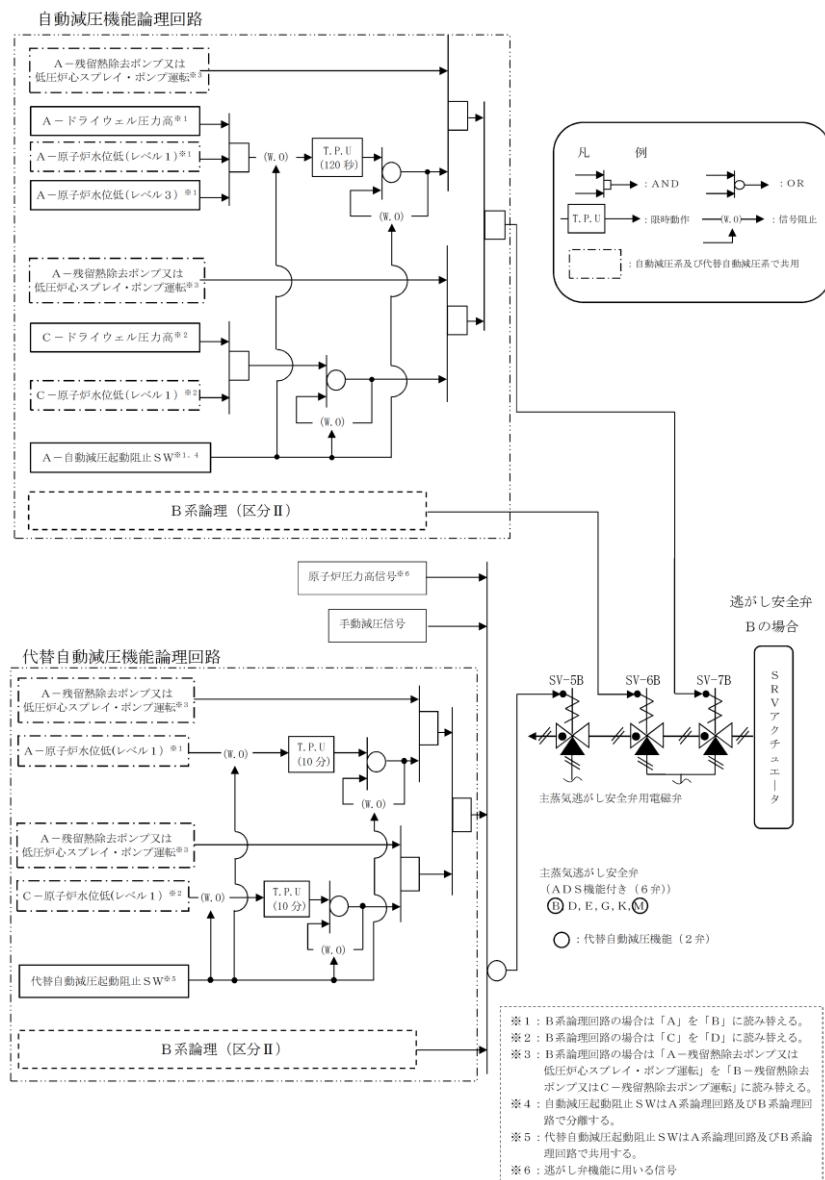 自動減圧機能論理回路
A-残留熱除去ポンプ又は
低圧炉心スプレイ・ポンプ運転※3
A-ドライウェル圧力高※1
A-原子炉水位低(レベル1)※1
A-原子炉水位低(レベル3)※1
(W.O)
T.P.U
(120秒)
(W.O)
A-残留熱除去ポンプ又は
低圧炉心スプレイ・ポンプ運転※3
C-ドライウェル圧力高※2
C-原子炉水位低(レベル1)※2
(W.O)
A-自動減圧起動阻止SW※1,4
B系論理(区分Ⅱ)
凡 例
:AND
:OR
T.P.U
:限時動作
(W.O)
:信号阻止
:自動減圧系及び代替自動減圧系で共用
原子炉圧力高信号※6
手動減圧信号
代替自動減圧機能論理回路
A-残留熱除去ポンプ又は
低圧炉心スプレイ・ポンプ運転※3
A-原子炉水位低(レベル1)※1
(W.O)
T.P.U
(10分)
(W.O)
A-残留熱除去ポンプ又は
低圧炉心スプレイ・ポンプ運転※3
C-原子炉水位低(レベル1)※2
(W.O)
T.P.U
(10分)
(W.O)
代替自動減圧起動阻止SW※5
B系論理(区分Ⅱ)
逃がし安全弁
Bの場合
SV-5B
SV-6B
SV-7B
SRVアクチュエータ
主蒸気逃がし安全弁用電磁弁
主蒸気逃がし安全弁
(ADS機能付き(6弁))
B,D,E,G,K,M
:代替自動減圧機能(2弁)
※1:B系論理回路の場合は「A」を「B」に読み替える。
※2:B系論理回路の場合は「C」を「D」に読み替える。
※3:B系論理回路の場合は「A-残留熱除去ポンプ又は
低圧炉心スプレイ・ポンプ運転」を「B-残留熱除去
ポンプ又はC-残留熱除去ポンプ運転」に読み替える。
※4:自動減圧起動阻止SWはA系論理回路及びB系論理回
路で分離する。
※5:代替自動減圧起動阻止SWはA系論理回路及びB系論
理回路で共用する。
※6:逃がし弁機能に用いる信号